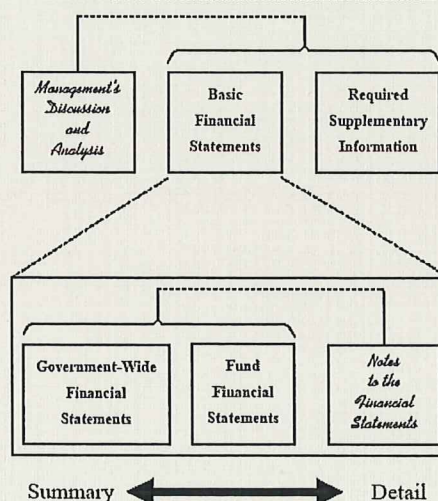 Management's
Discussion
and
Analysis
Basic
Financial
Statements
Required
Supplementary
Information
Government-Wide
Financial
Statements
Fund
Financial
Statements
Notes
to the
Financial
Statements
Summary
Detail